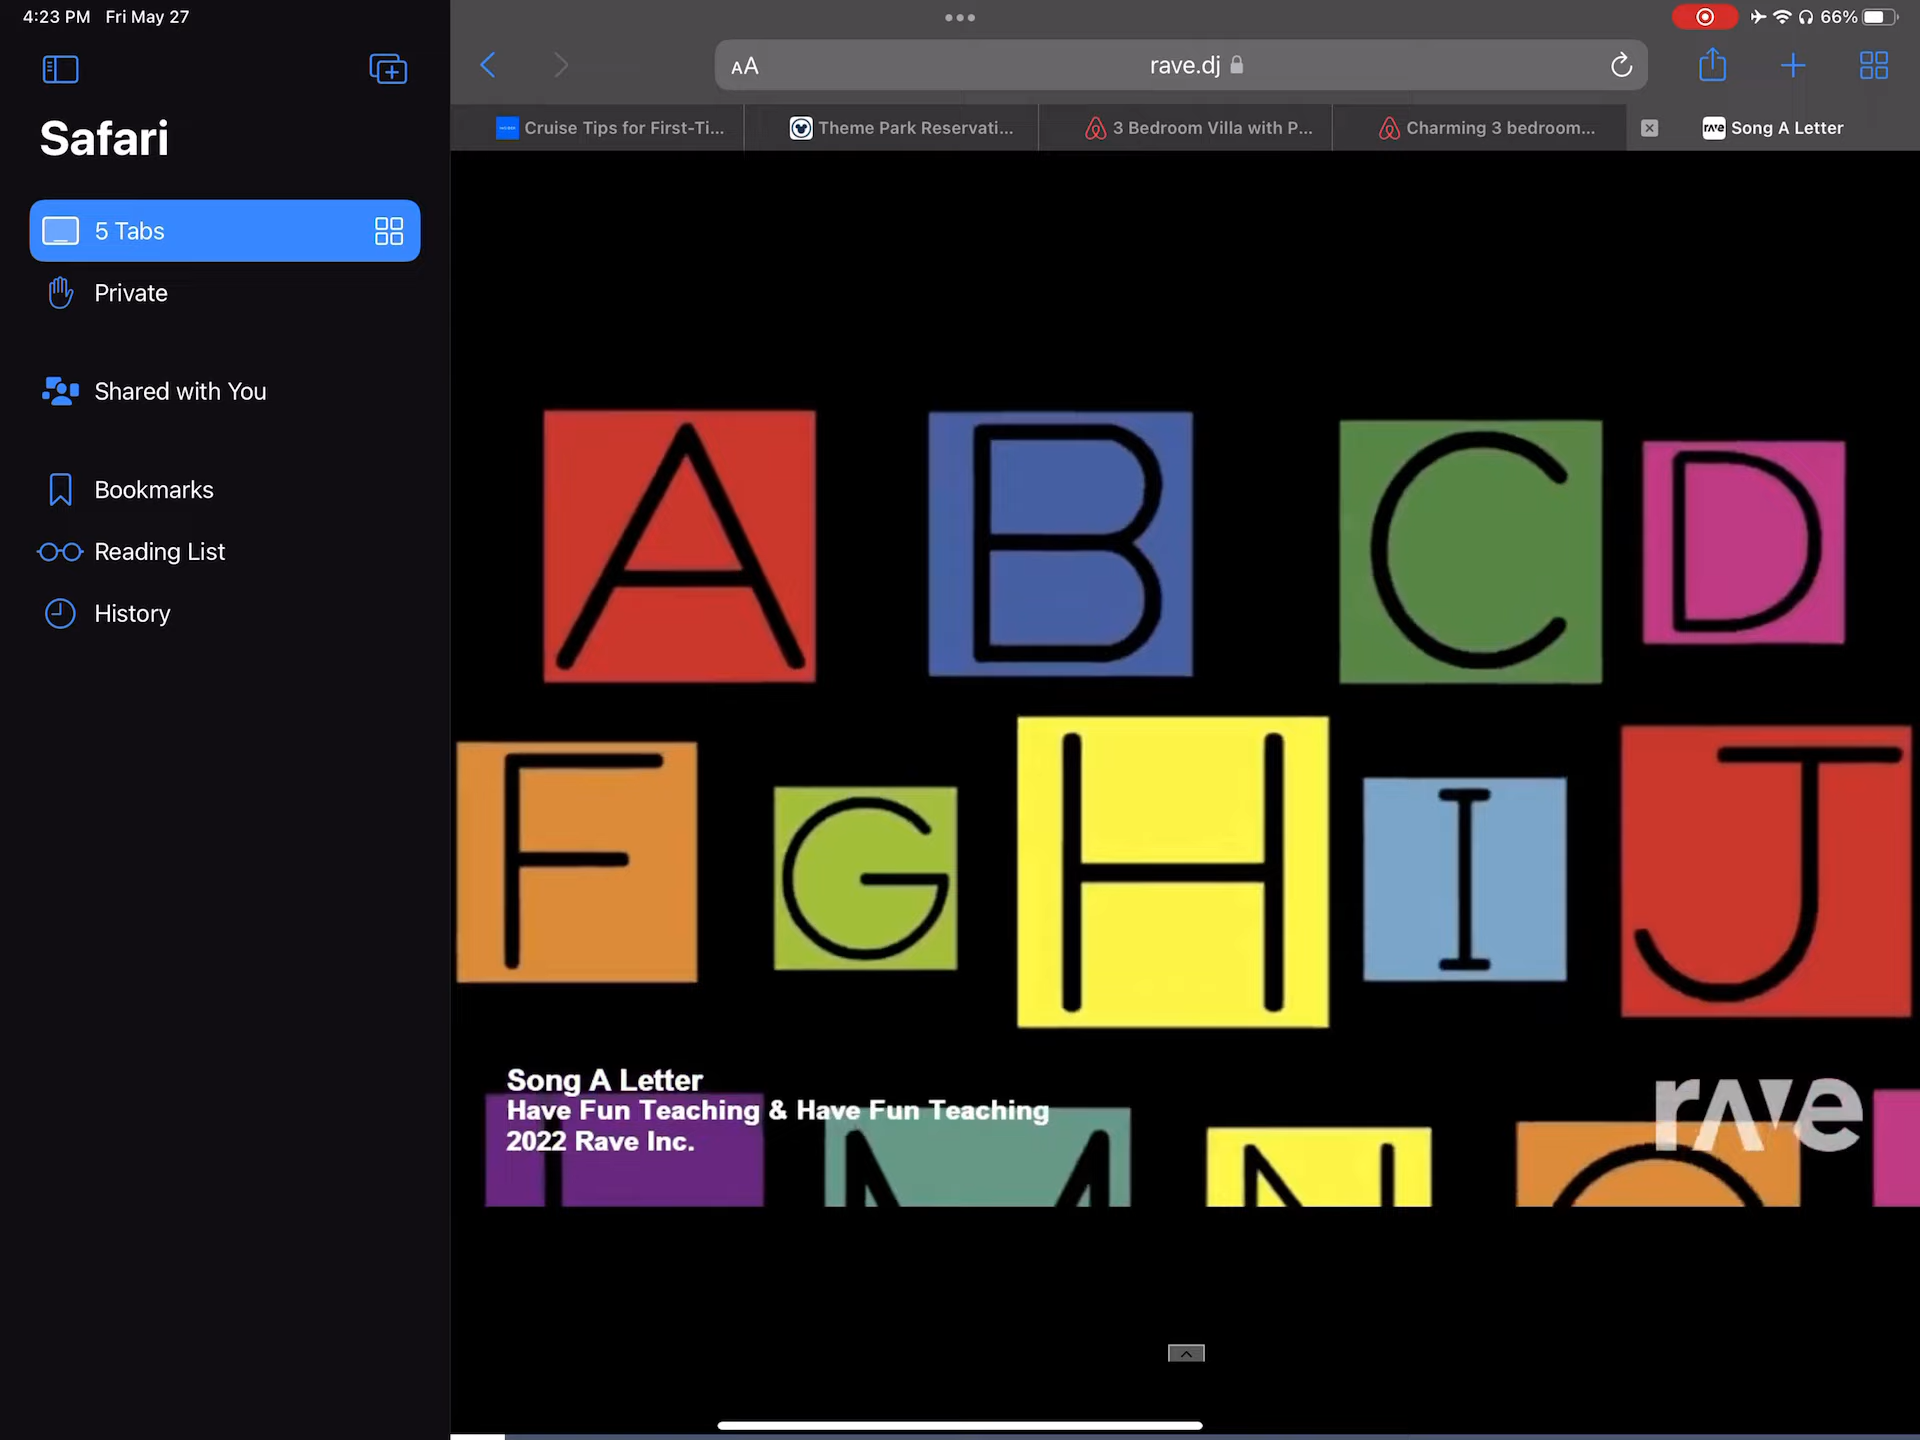 4:23 PM Fri May 27
66%
Safari
5 Tabs
Private
Shared with You
Bookmarks
Reading List
History
AA
rave.dj
Cruise Tips for First-Ti...
Theme Park Reservati...
3 Bedroom Villa with P...
Charming 3 bedroom...
rave Song A Letter
A B C D
F G H I J
Song A Letter
Have Fun Teaching & Have Fun Teaching
2022 Rave Inc.
rave
M N O